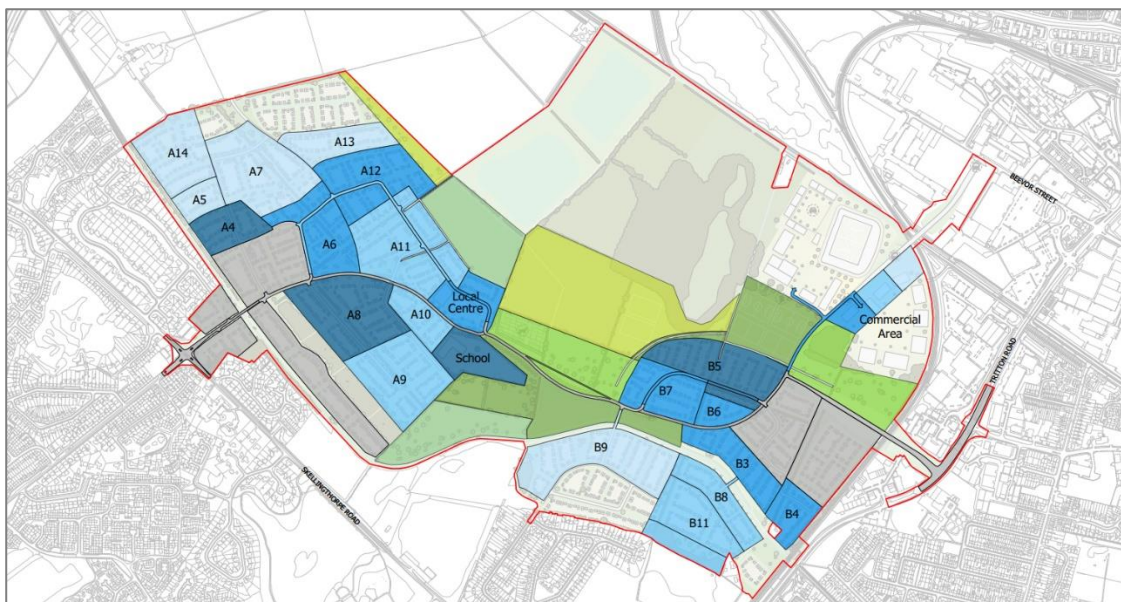 A14
A13
A7
A12
A5
A4
A6
A11
Local
Centre
A8
A10
School
A9
BEEVOR STREET
Commercial
Area
TRITTON ROAD
B5
B7
B6
B9
B3
B8
B11
B4
SKELLINGTHORPE ROAD